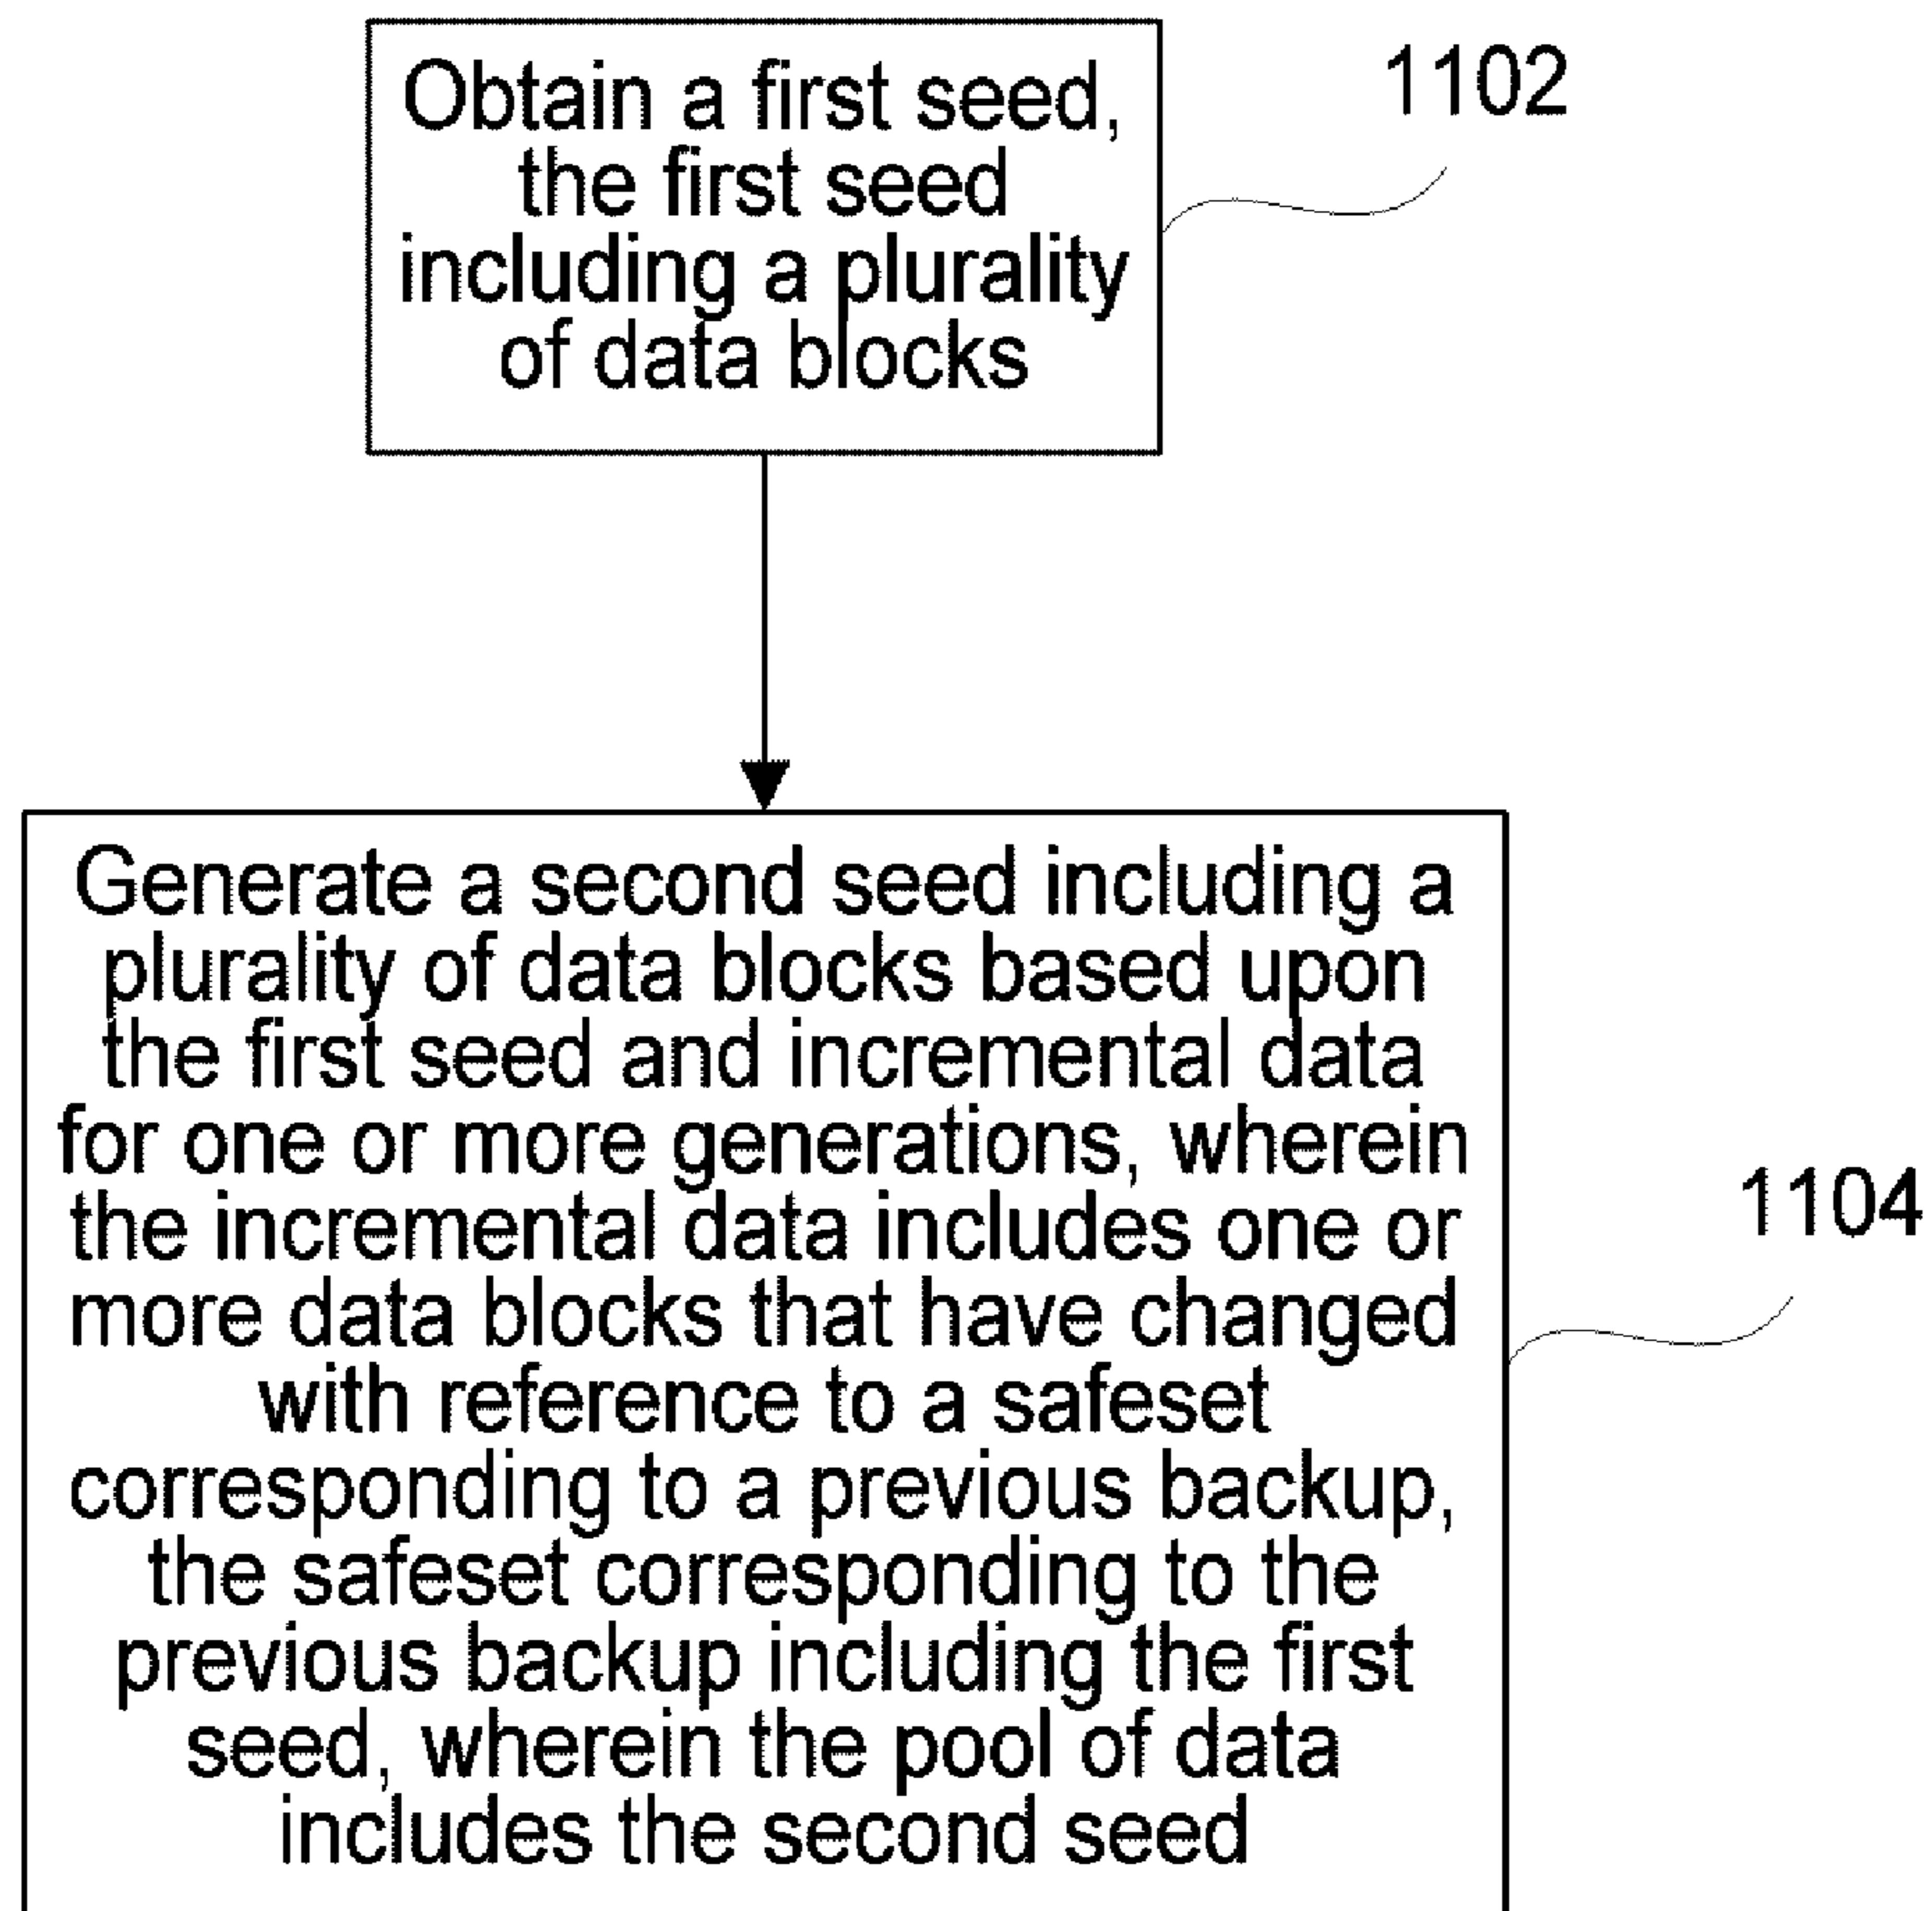 Obtain a first seed,
the first seed
including a plurality
of data blocks
1102
Generate a second seed including a
plurality of data blocks based upon
the first seed and incremental data
for one or more generations, wherein
the incremental data includes one or
more data blocks that have changed
with reference to a safeset
corresponding to a previous backup,
the safeset corresponding to the
previous backup including the first
seed, wherein the pool of data
includes the second seed
1104